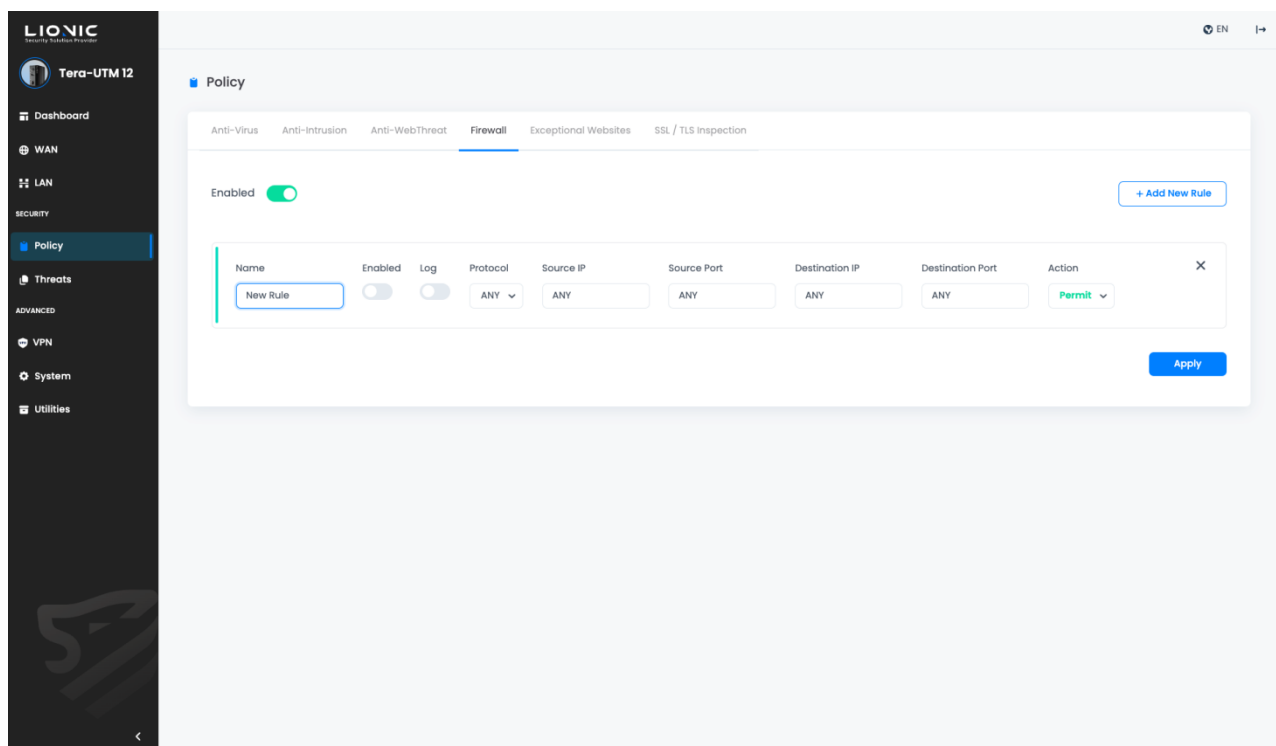 LIONIC
Security Solution Provider
EN
Tera-UTM 12
Policy
Dashboard
WAN
LAN
SECURITY
Policy
Threats
ADVANCED
VPN
System
Utilities
Anti-Virus Anti-Intrusion Anti-WebThreat Firewall Exceptional Websites SSL / TLS Inspection
Enabled
+ Add New Rule
Name Enabled Log Protocol Source IP Source Port Destination IP Destination Port Action
New Rule ANY ANY ANY ANY ANY Permit
Apply